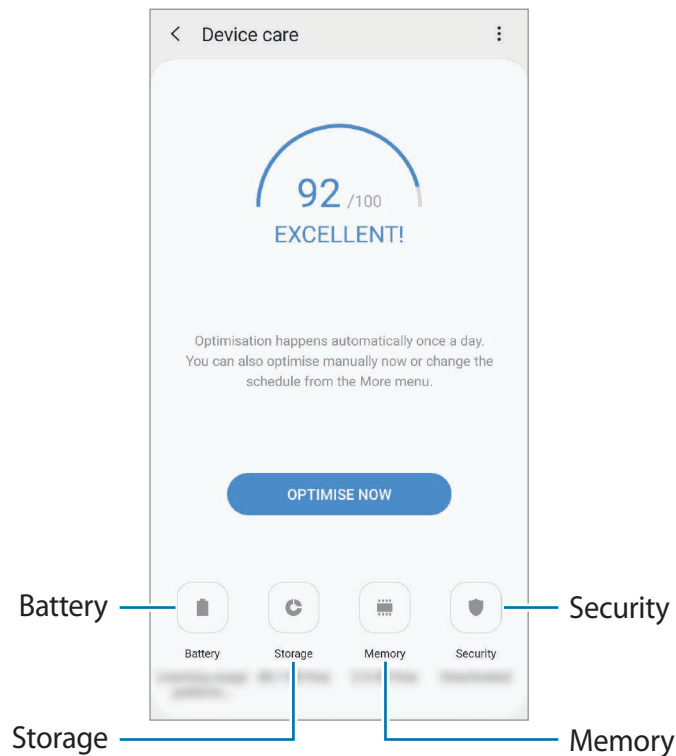 Device care
92 /100
EXCELLENT!
Optimisation happens automatically once a day.
You can also optimise manually now or change the
schedule from the More menu.
OPTIMISE NOW
Battery
Security
Battery Storage Memory Security
Storage
Memory